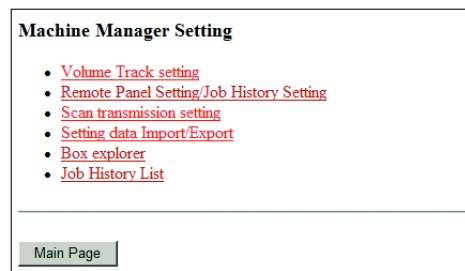 Machine Manager Setting
Volume Track setting
Remote Panel Setting/Job History Setting
Scan transmission setting
Setting data Import/Export
Box explorer
Job History List
Main Page